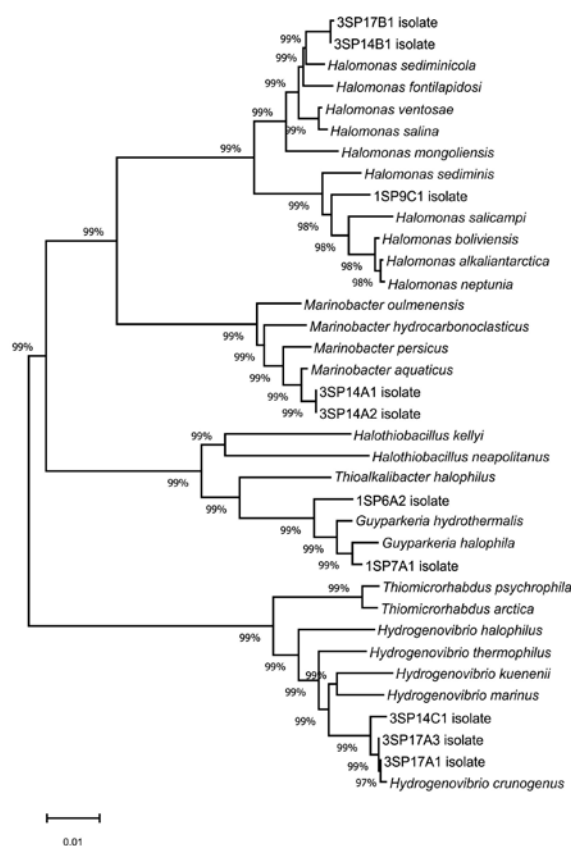 3SP17B1 isolate
99%
3SP14B1 isolate
99%
Halomonas sediminicola
99%
Halomonas fontilapidosi
99%
Halomonas ventosae
99%
Halomonas salina
99%
Halomonas mongoliensis
Halomonas sediminis
99%
1SP9C1 isolate
98%
Halomonas salicampi
99%
98%
Halomonas boliviensis
98%
Halomonas alkaliantarctica
98%
Halomonas neptunia
Marinobacter oulmenensis
99%
Marinobacter hydrocarbonoclasticus
99%
99%
Marinobacter persicus
99%
Marinobacter aquaticus
99%
3SP14A1 isolate
99%
3SP14A2 isolate
Halothiobacillus kellyi
99%
Halothiobacillus neapolitanus
99%
Thioalkalibacter halophilus
99%
1SP6A2 isolate
99%
Guyparkeria hydrothermalis
99%
Guyparkeria halophila
99%
1SP7A1 isolate
Thiomicrorhabdus psychrophila
99%
Thiomicrorhabdus arctica
99%
Hydrogenovibrio halophilus
99%
Hydrogenovibrio thermophilus
99%
Hydrogenovibrio kuenenii
99%
Hydrogenovibrio marinus
99%
3SP14C1 isolate
99%
3SP17A3 isolate
99%
3SP17A1 isolate
97%
Hydrogenovibrio crunogenus
0.01